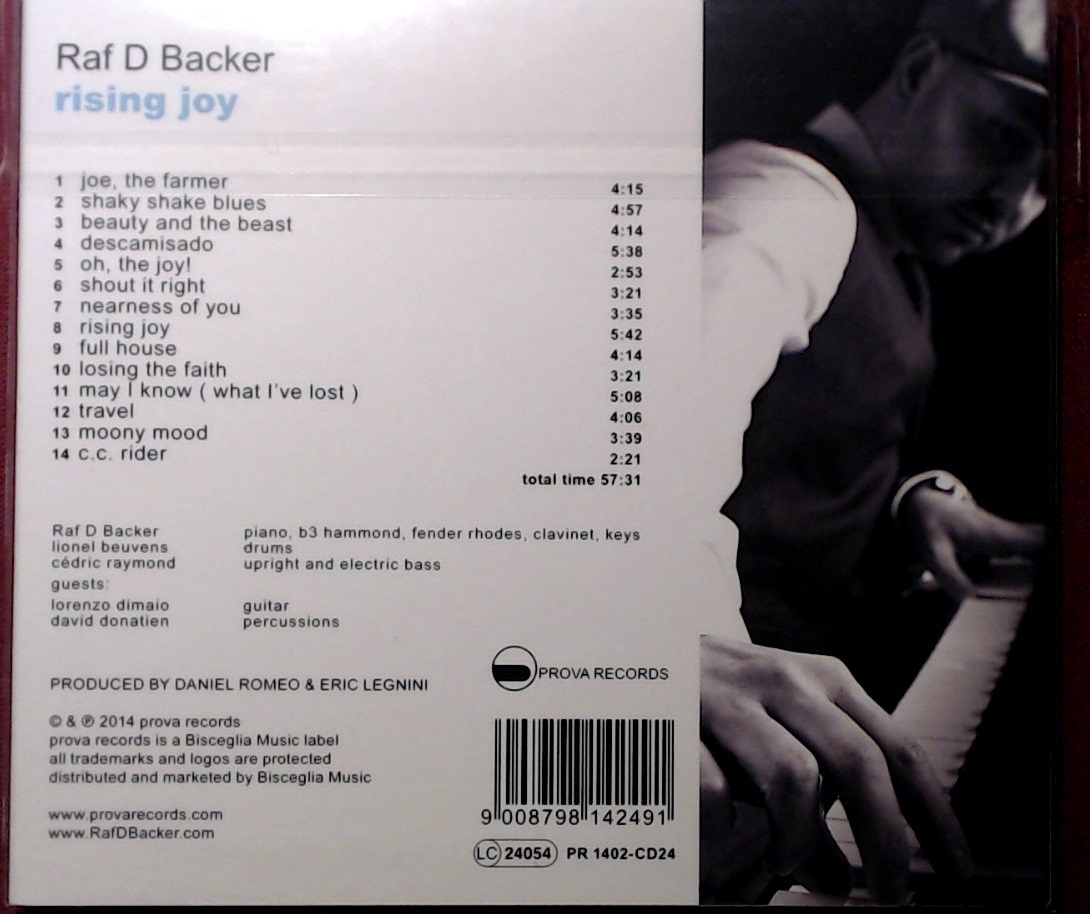 Raf D Backer
rising joy
1 joe, the farmer 4:15
2 shaky shake blues 4:57
3 beauty and the beast 4:14
4 descamisado 5:38
5 oh, the joy! 2:53
6 shout it right 3:21
7 nearness of you 3:35
8 rising joy 5:42
9 full house 4:14
10 losing the faith 3:21
11 may I know ( what I've lost ) 5:08
12 travel 4:06
13 moony mood 3:39
14 c.c. rider 2:21
total time 57:31
Raf D Backer piano, b3 hammond, fender rhodes, clavinet, keys
lionel beuvens drums
cédric raymond upright and electric bass
guests:
lorenzo dimaio guitar
david donatien percussions
PROVA RECORDS
PRODUCED BY DANIEL ROMEO & ERIC LEGNINI
© & ℗ 2014 prova records
prova records is a Bisceglia Music label
all trademarks and logos are protected
distributed and marketed by Bisceglia Music
www.provarecords.com
www.RafDBacker.com
9 008798 142491
LC 24054 PR 1402-CD24